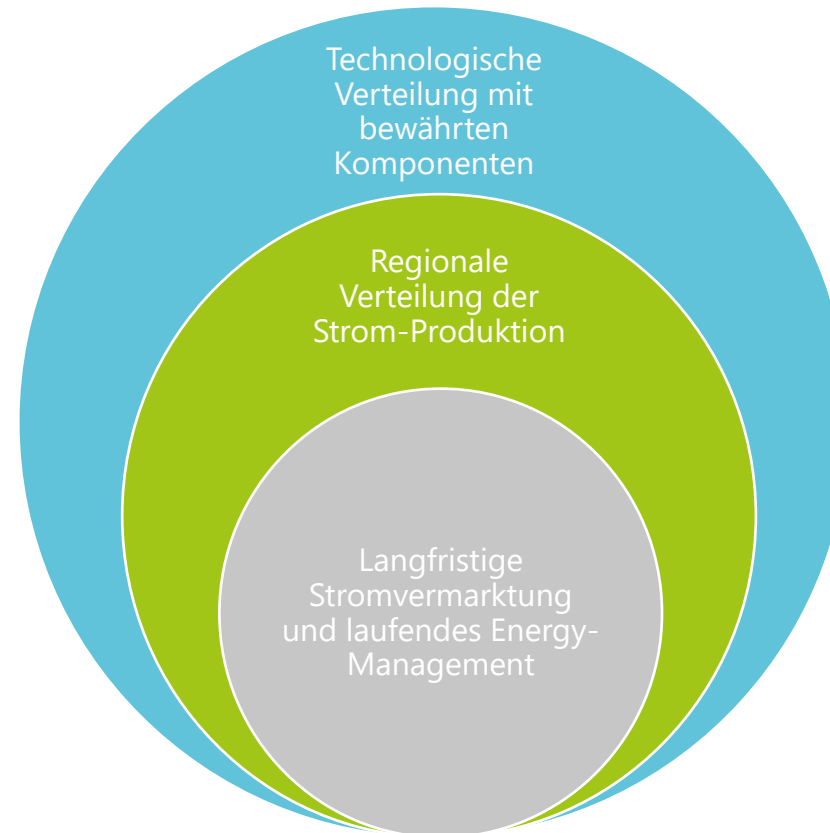 Technologische
Verteilung mit
bewährten
Komponenten
Regionale
Verteilung der
Strom-Produktion
Langfristige
Stromvermarktung
und laufendes Energy-
Management